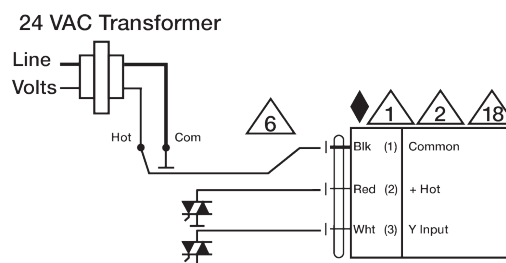 24 VAC Transformer
Line
Volts
Hot
Com
6
1
2
18
Blk (1) Common
Red (2) + Hot
Wht (3) Y Input